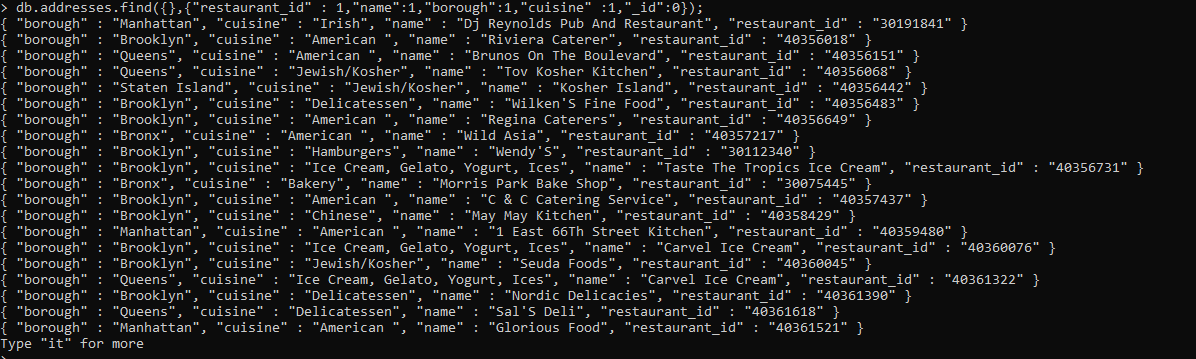 > db.addresses.find({},{"restaurant_id" : 1,"name":1,"borough":1,"cuisine" :1,"_id":0});
{ "borough" : "Manhattan", "cuisine" : "Irish", "name" : "Dj Reynolds Pub And Restaurant", "restaurant_id" : "30191841" }
{ "borough" : "Brooklyn", "cuisine" : "American ", "name" : "Riviera Caterer", "restaurant_id" : "40356018" }
{ "borough" : "Queens", "cuisine" : "American ", "name" : "Brunos On The Boulevard", "restaurant_id" : "40356151" }
{ "borough" : "Queens", "cuisine" : "Jewish/Kosher", "name" : "Tov Kosher Kitchen", "restaurant_id" : "40356068" }
{ "borough" : "Staten Island", "cuisine" : "Jewish/Kosher", "name" : "Kosher Island", "restaurant_id" : "40356442" }
{ "borough" : "Brooklyn", "cuisine" : "Delicatessen", "name" : "Wilken'S Fine Food", "restaurant_id" : "40356483" }
{ "borough" : "Brooklyn", "cuisine" : "American ", "name" : "Regina Caterers", "restaurant_id" : "40356649" }
{ "borough" : "Bronx", "cuisine" : "American ", "name" : "Wild Asia", "restaurant_id" : "40357217" }
{ "borough" : "Brooklyn", "cuisine" : "Hamburgers", "name" : "Wendy'S", "restaurant_id" : "30112340" }
{ "borough" : "Brooklyn", "cuisine" : "Ice Cream, Gelato, Yogurt, Ices", "name" : "Taste The Tropics Ice Cream", "restaurant_id" : "40356731" }
{ "borough" : "Bronx", "cuisine" : "Bakery", "name" : "Morris Park Bake Shop", "restaurant_id" : "30075445" }
{ "borough" : "Brooklyn", "cuisine" : "American ", "name" : "C & C Catering Service", "restaurant_id" : "40357437" }
{ "borough" : "Brooklyn", "cuisine" : "Chinese", "name" : "May May Kitchen", "restaurant_id" : "40358429" }
{ "borough" : "Manhattan", "cuisine" : "American ", "name" : "1 East 66Th Street Kitchen", "restaurant_id" : "40359480" }
{ "borough" : "Brooklyn", "cuisine" : "Ice Cream, Gelato, Yogurt, Ices", "name" : "Carvel Ice Cream", "restaurant_id" : "40360076" }
{ "borough" : "Brooklyn", "cuisine" : "Jewish/Kosher", "name" : "Seuda Foods", "restaurant_id" : "40360045" }
{ "borough" : "Queens", "cuisine" : "Ice Cream, Gelato, Yogurt, Ices", "name" : "Carvel Ice Cream", "restaurant_id" : "40361322" }
{ "borough" : "Brooklyn", "cuisine" : "Delicatessen", "name" : "Nordic Delicacies", "restaurant_id" : "40361390" }
{ "borough" : "Queens", "cuisine" : "Delicatessen", "name" : "Sal'S Deli", "restaurant_id" : "40361618" }
{ "borough" : "Manhattan", "cuisine" : "American ", "name" : "Glorious Food", "restaurant_id" : "40361521" }
Type "it" for more